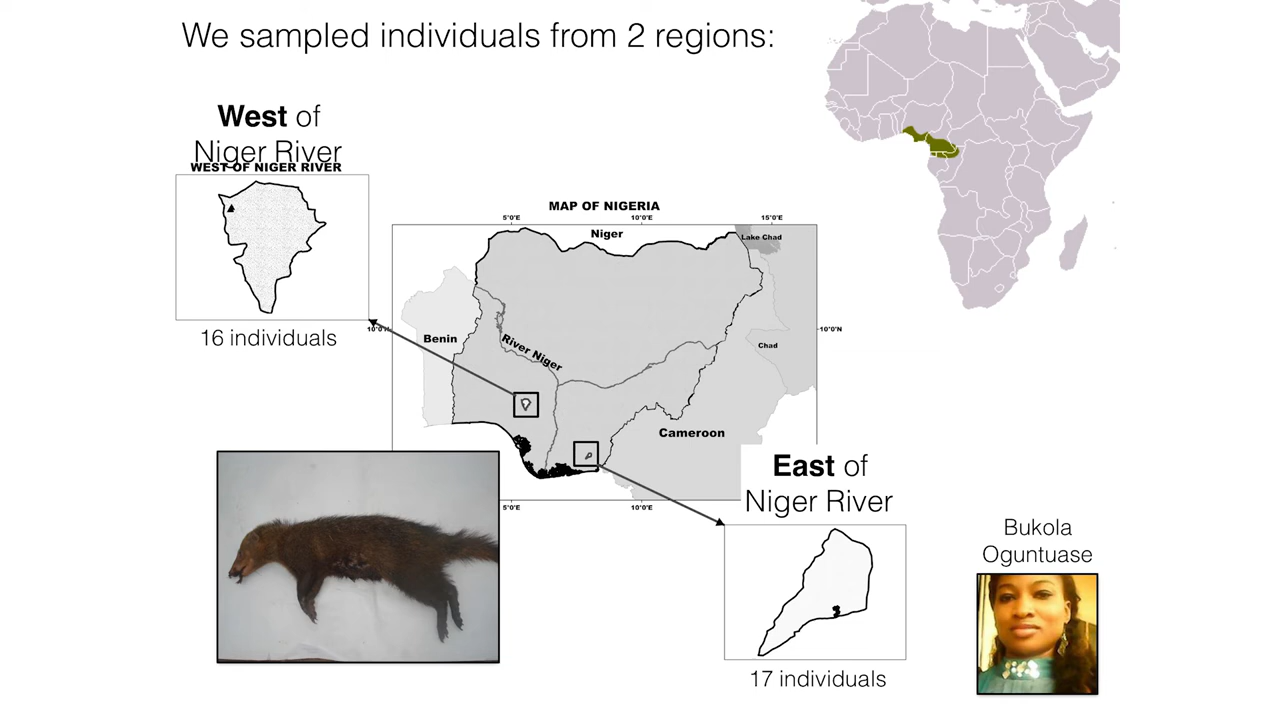 We sampled individuals from 2 regions:
West of
Niger River
WEST OF NIGER RIVER
16 individuals
MAP OF NIGERIA
5°0'E
10°0'E
15°0'E
Niger
Lake Chad
10°0'N
Benin
River Niger
Chad
10°0'N
Cameroon
5°0'E
10°0'E
East of
Niger River
17 individuals
Bukola
Oguntuase